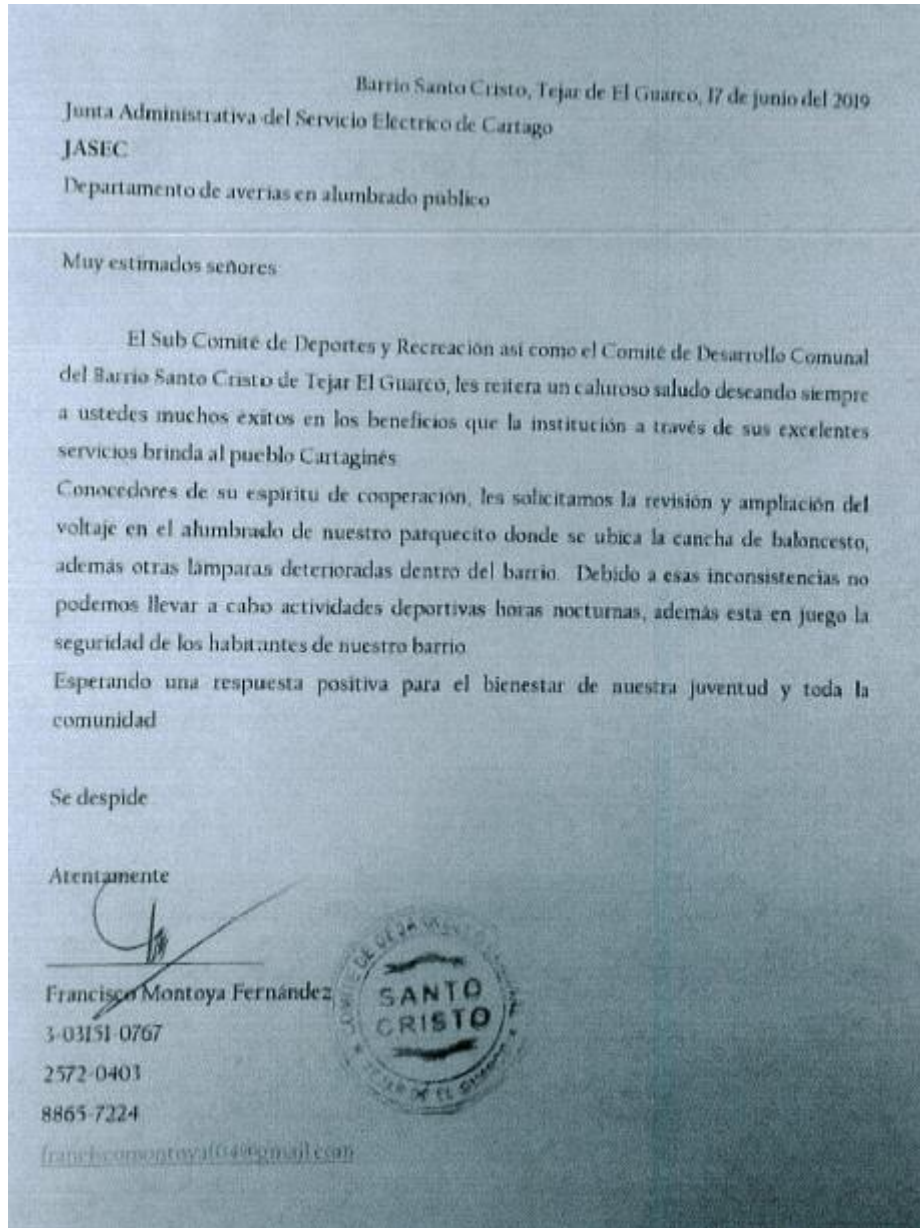 Barrio Santo Cristo, Tejar de El Guarco, 17 de junio del 2019
Junta Administrativa del Servicio Electrico de Cartago
JASEC
Departamento de averias en alumbrado publico
Muy estimados señores:
El Sub Comité de Deportes y Recreación asi como el Comité de Desarrollo Comunal
del Barrio Santo Cristo de Tejar El Guarco, les reitera un caluroso saludo deseando siempre
a ustedes muchos exitos en los beneficios que la institución a través de sus excelentes
servicios brinda al pueblo Cartaginés
Conocedores de su espiritu de cooperación, les solicitamos la revisión y ampliación del
voltaje en el alumbrado de nuestro parquecito donde se ubica la cancha de baloncesto,
además otras lámparas deterioradas dentro del barrio. Debido a esas inconsistencias no
podemos llevar a cabo actividades deportivas horas nocturnas, además esta en juego la
seguridad de los habitantes de nuestro barrio
Esperando una respuesta positiva para el bienestar de nuestra juventud y toda la
comunidad
Se despide
Atentamente
Francisco Montoya Fernández
3-03151-0767
2572-0403
8865-7224
SANTO
CRISTO